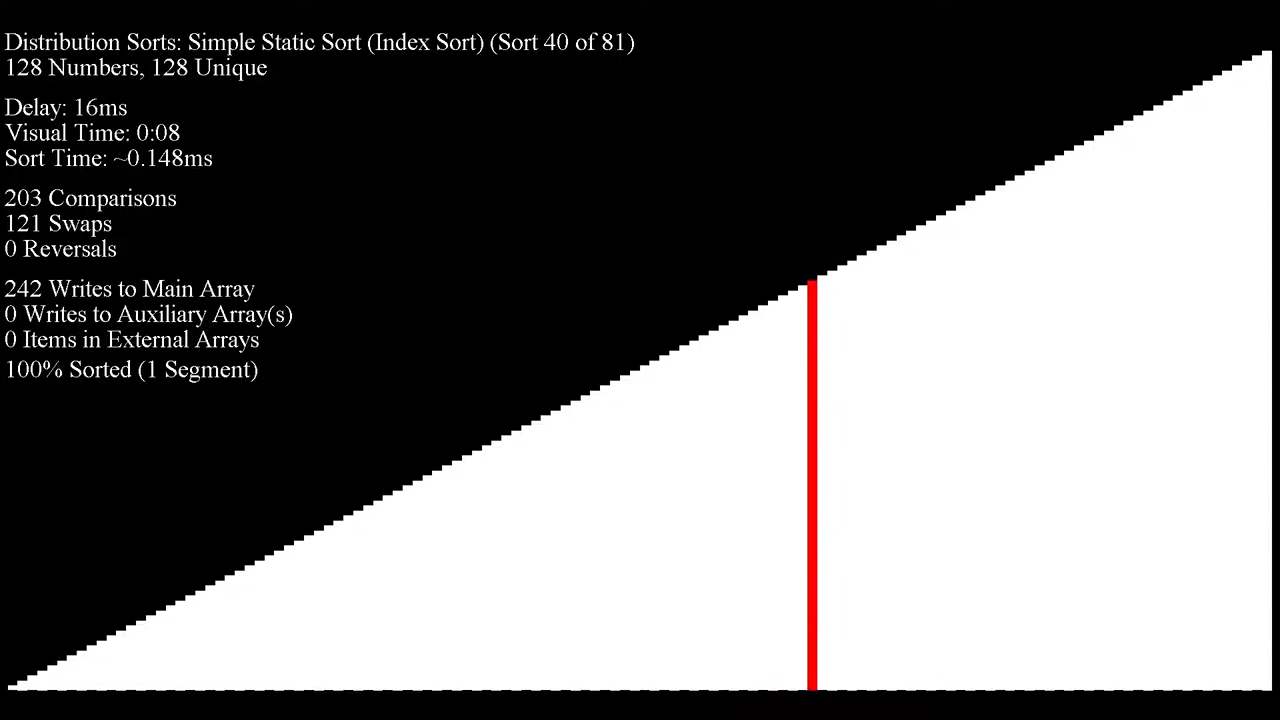 Distribution Sorts: Simple Static Sort (Index Sort) (Sort 40 of 81)
128 Numbers, 128 Unique
Delay: 16ms
Visual Time: 0:08
Sort Time: ~0.148ms
203 Comparisons
121 Swaps
0 Reversals
242 Writes to Main Array
0 Writes to Auxiliary Array(s)
0 Items in External Arrays
100% Sorted (1 Segment)